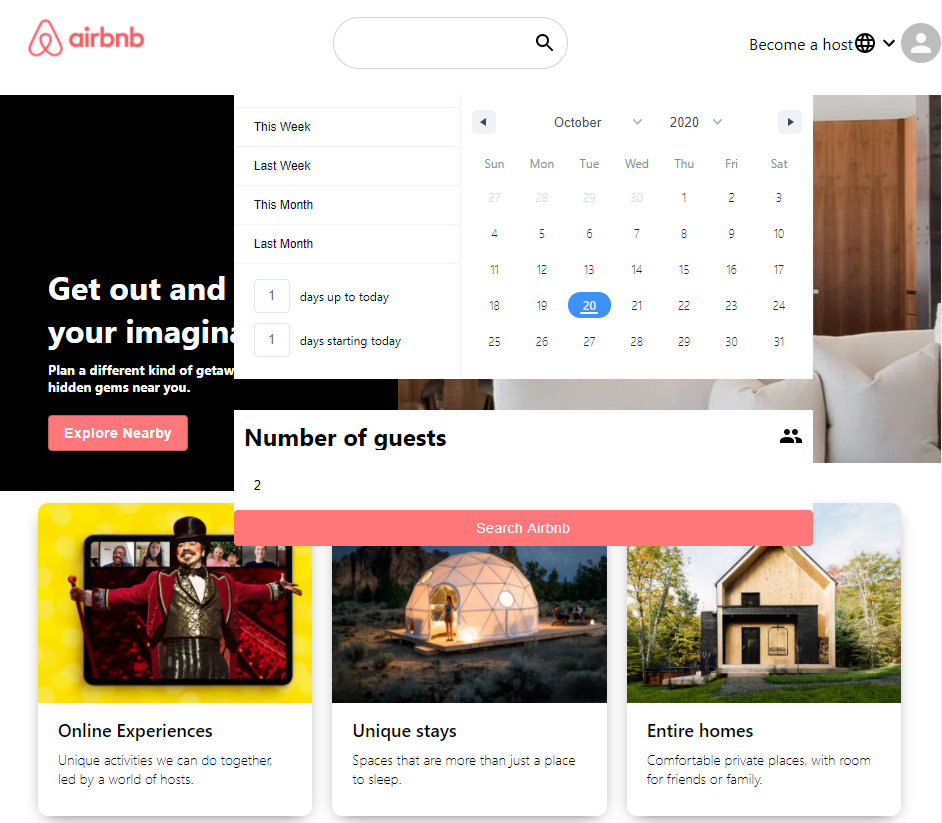 airbnb
Become a host
This Week
Last Week
This Month
Last Month
1 days up to today
1 days starting today
October 2020
Sun Mon Tue Wed Thu Fri Sat
27 28 29 30 1 2 3
4 5 6 7 8 9 10
11 12 13 14 15 16 17
18 19 20 21 22 23 24
25 26 27 28 29 30 31
Get out and
your imagina
Plan a different kind of getaw
hidden gems near you.
Explore Nearby
Number of guests
2
Search Airbnb
Online Experiences
Unique activities we can do together,
led by a world of hosts.
Unique stays
Spaces that are more than just a place
to sleep.
Entire homes
Comfortable private places, with room
for friends or family.